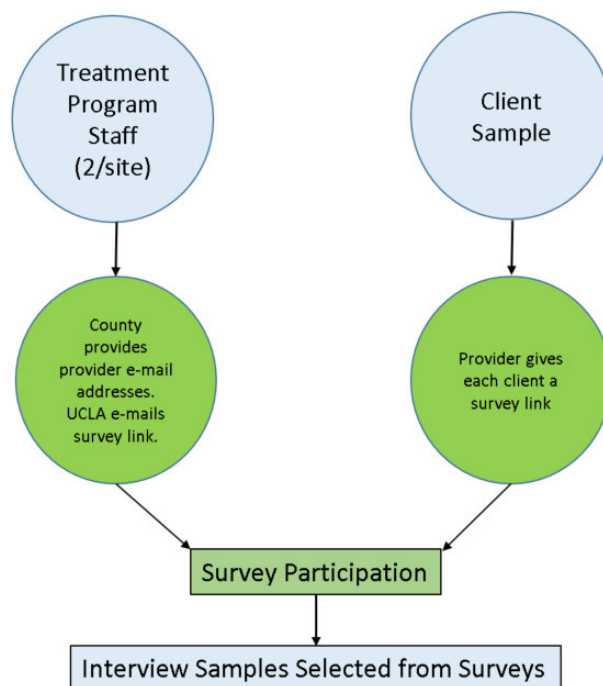 Treatment
Program
Staff
(2/site)
Client
Sample
County
provides
provider e-mail
addresses.
UCLA e-mails
survey link.
Provider gives
each client a
survey link
Survey Participation
Interview Samples Selected from Surveys